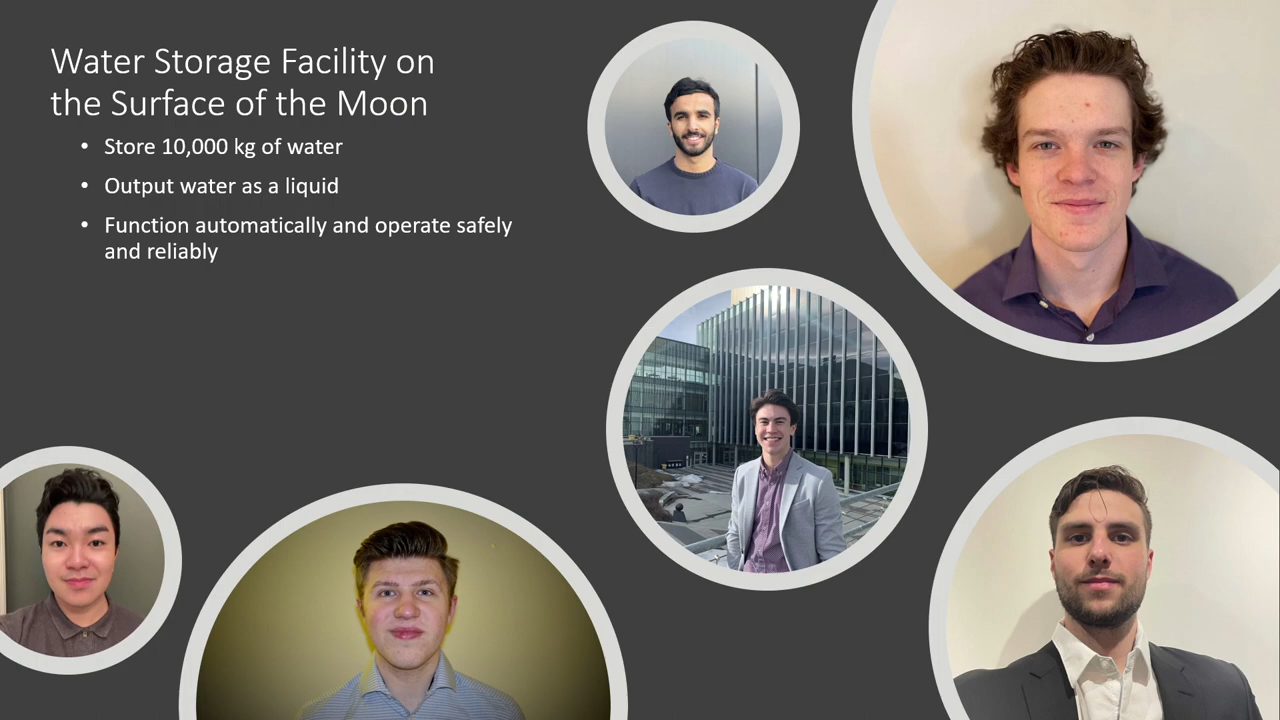 Water Storage Facility on
the Surface of the Moon
• Store 10,000 kg of water
• Output water as a liquid
• Function automatically and operate safely
and reliably